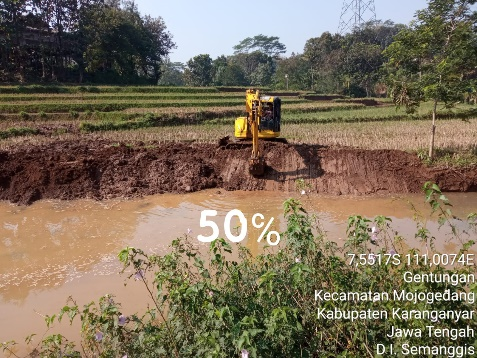 50%
7,5517S 111,0074E
Gentungan
Kecamatan Mojogedang
Kabupaten Karanganyar
Jawa Tengah
D.I. Semanggis